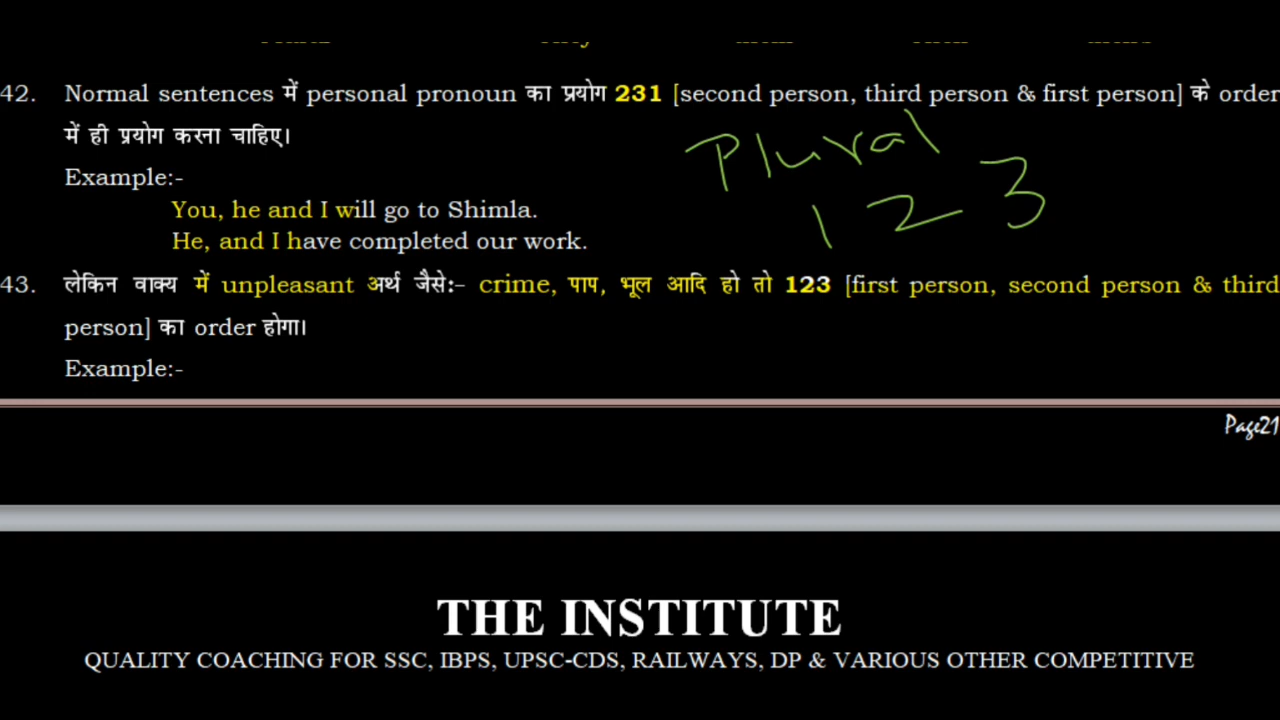 42. Normal sentences में personal pronoun का प्रयोग 231 [second person, third person & first person] के order
में ही प्रयोग करना चाहिए।
Plural
1 2 3
Example:-
You, he and I will go to Shimla.
He, and I have completed our work.
43. लेकिन वाक्य में unpleasant अर्थ जैसे:- crime, पाप, भूल आदि हो तो 123 [first person, second person & third
person] का order होगा।
Example:-
Page21
THE INSTITUTE
QUALITY COACHING FOR SSC, IBPS, UPSC-CDS, RAILWAYS, DP & VARIOUS OTHER COMPETITIVE